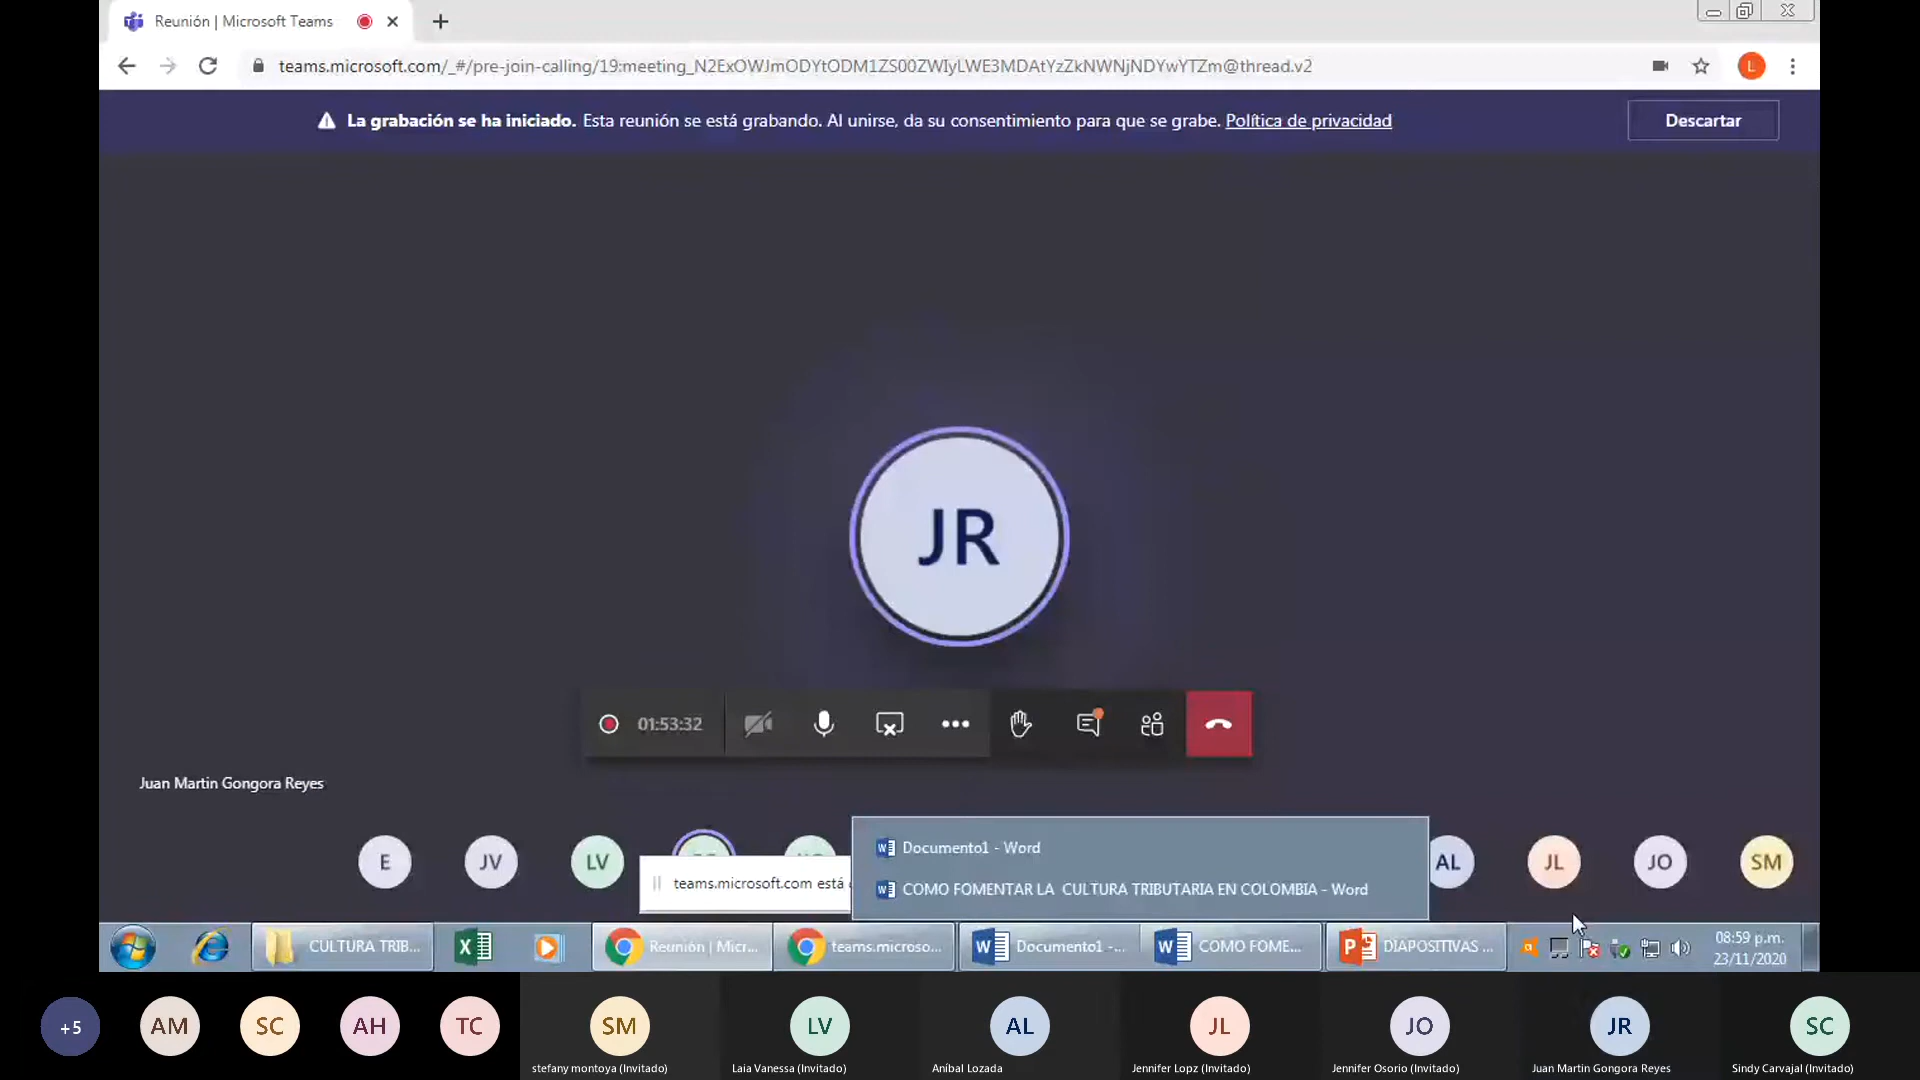 Reunión | Microsoft Teams
teams.microsoft.com/_#/pre-join-calling/19:meeting_N2ExOWJmODYtODM1ZS00ZWIyLWE3MDAtYzZkNWNjNDYwYTZm@thread.v2
L
La grabación se ha iniciado. Esta reunión se está grabando. Al unirse, da su consentimiento para que se grabe. Política de privacidad
Descartar
JR
01:53:32
Juan Martin Gongora Reyes
Documento1 - Word
COMO FOMENTAR LA CULTURA TRIBUTARIA EN COLOMBIA - Word
E JV LV AL JL JO SM
teams.microsoft.com está
CULTURA TRIB... Reunión | Micr... teams.microso... Documento1 -... COMO FOME... DIAPOSITIVAS ...
08:59 p.m.
23/11/2020
+5 AM SC AH TC SM LV AL JL JO JR SC
stefany montoya (Invitado) Laia Vanessa (Invitado) Aníbal Lozada Jennifer Lopz (Invitado) Jennifer Osorio (Invitado) Juan Martin Gongora Reyes Sindy Carvajal (Invitado)